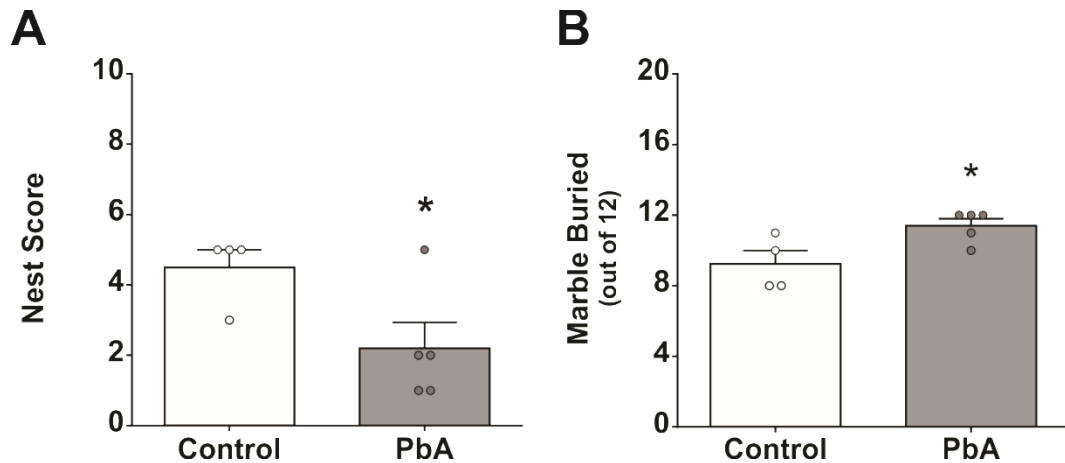 A
Nest Score
10
8
6
4
2
0
*
Control
PbA
B
Marble Buried
(out of 12)
20
16
12
8
4
0
*
Control
PbA